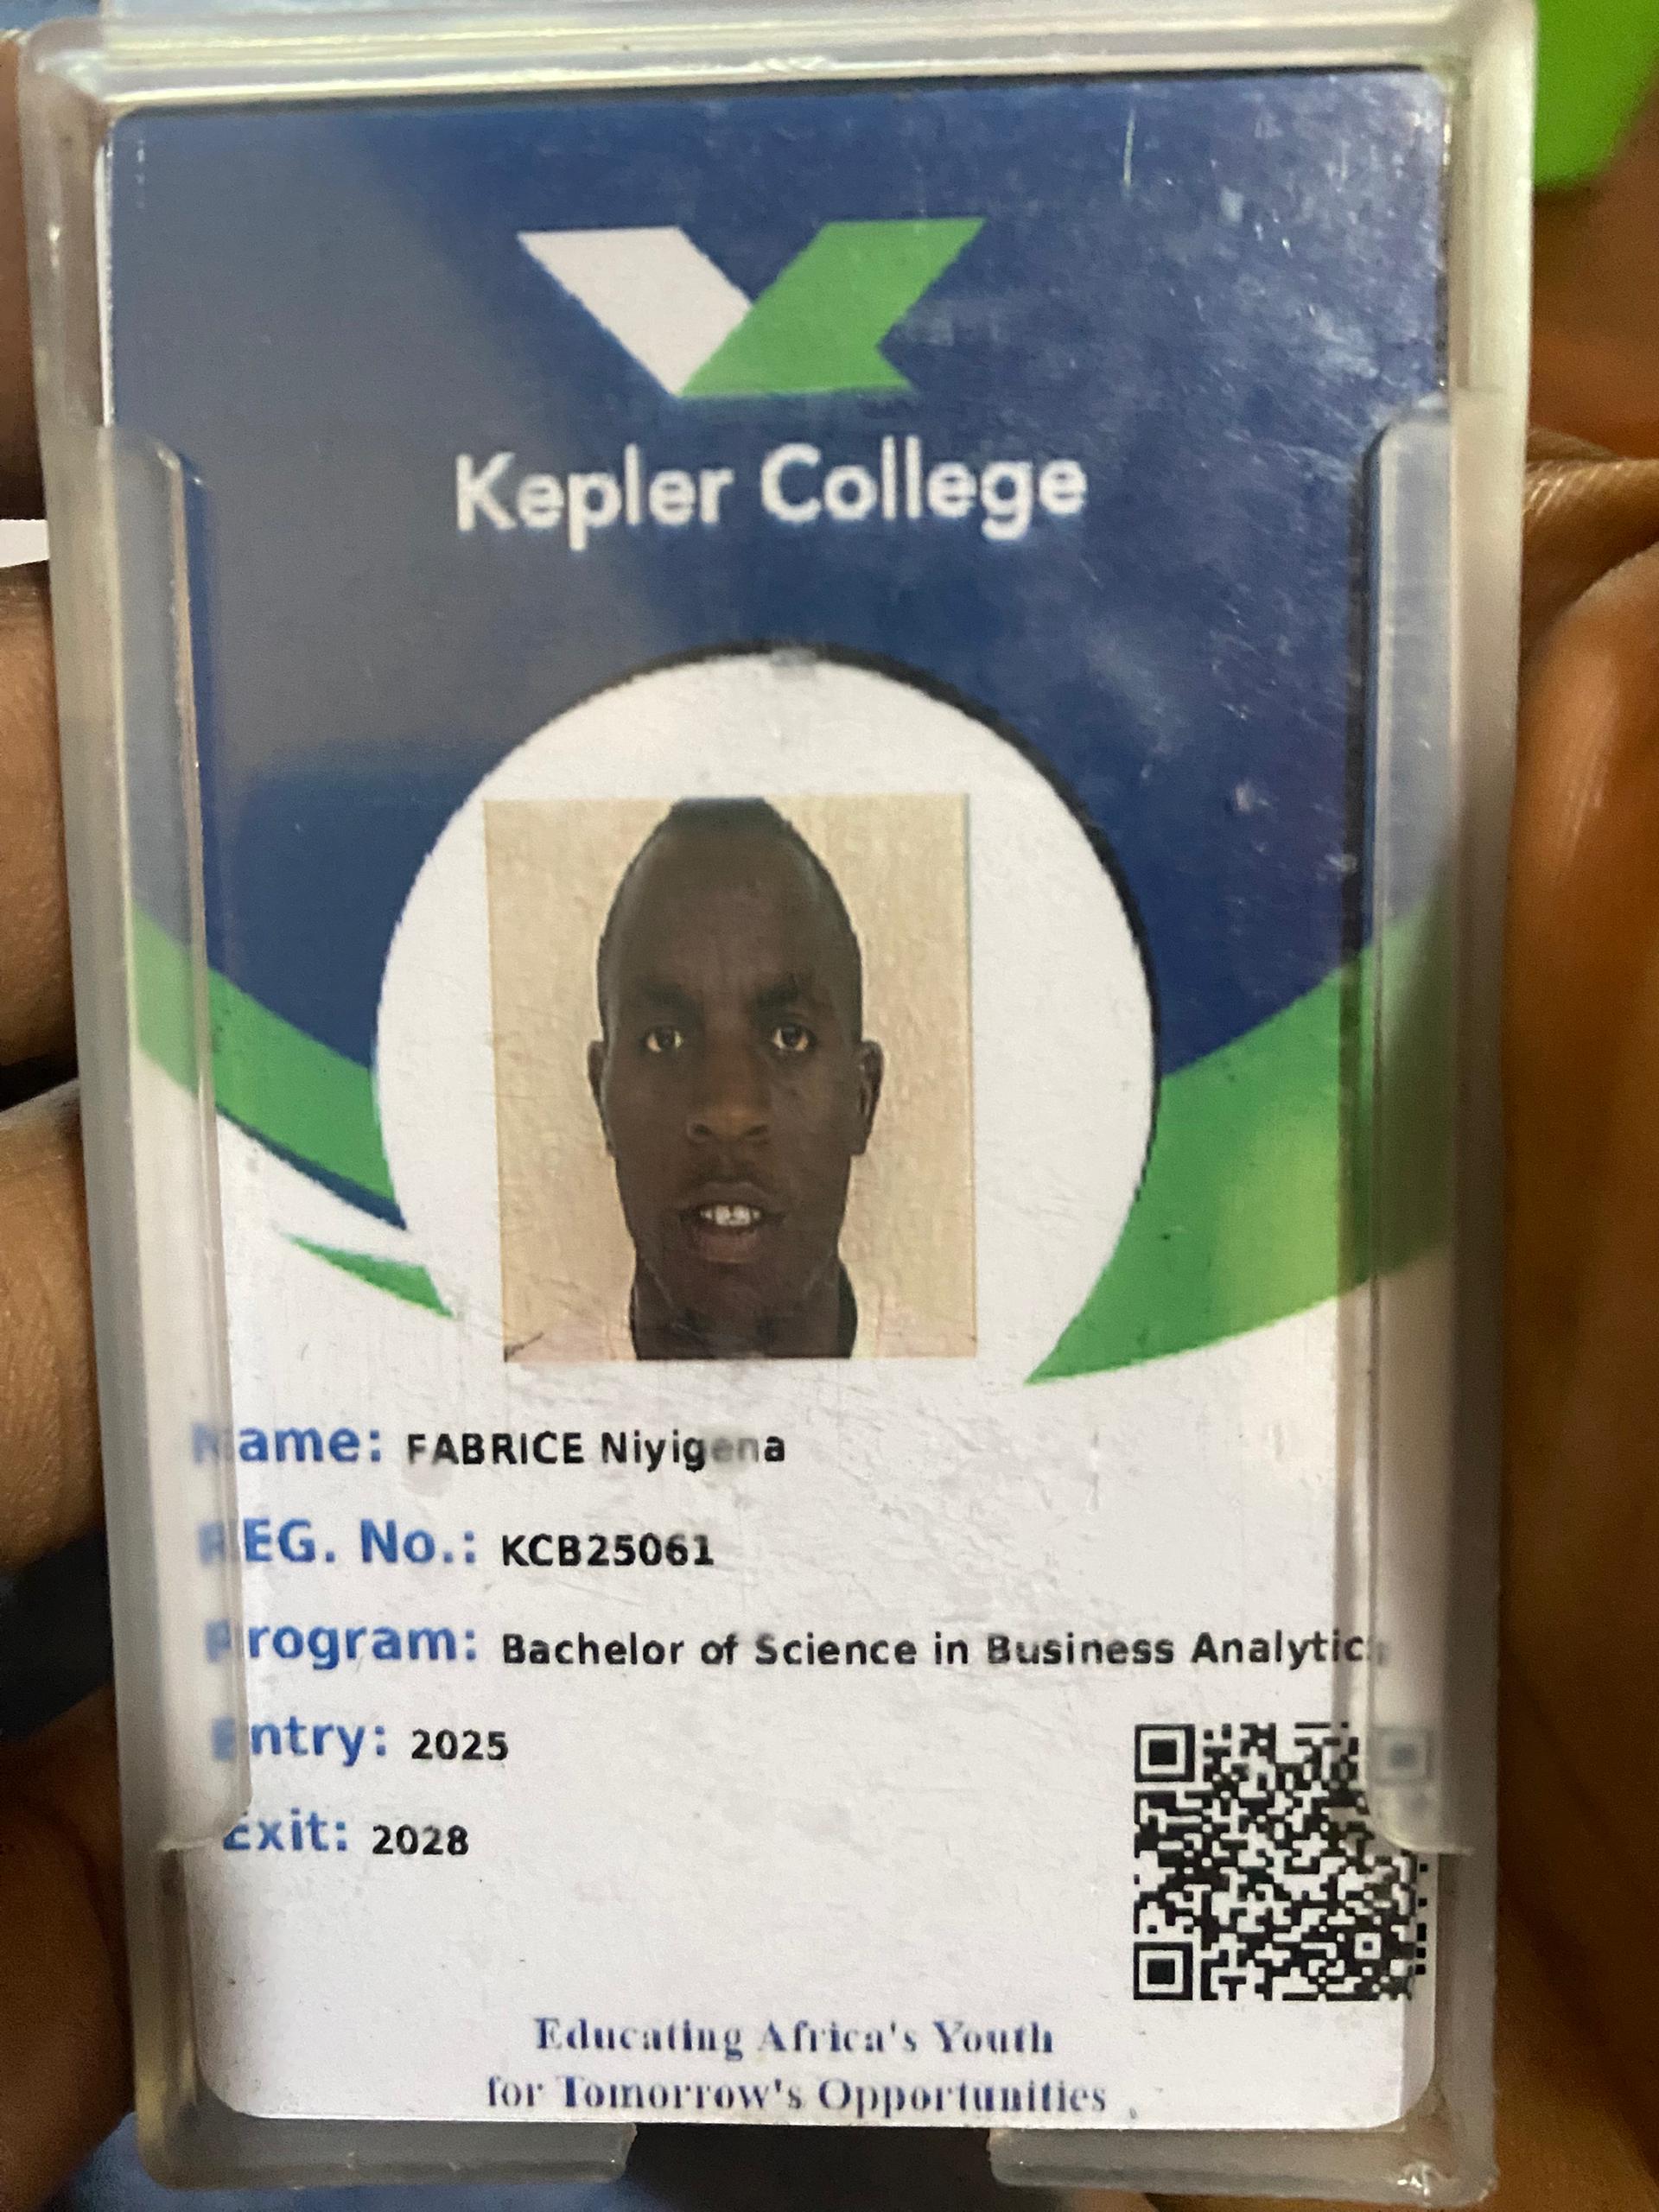 Kepler College
Name: FABRICE Niyigena
REG. No.: KCB25061
Program: Bachelor of Science in Business Analytics
Entry: 2025
Exit: 2028
Educating Africa's Youth
for Tomorrow's Opportunities